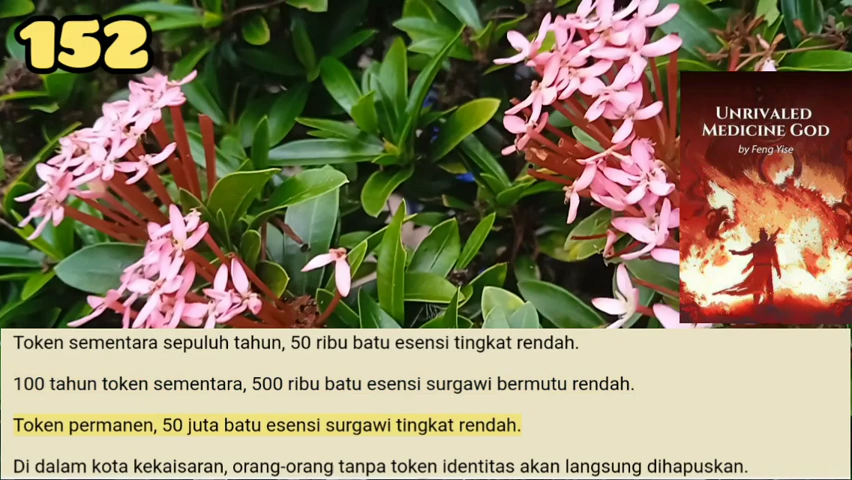 152
UNRIVALED
MEDICINE GOD
by Feng Yise
Token sementara sepuluh tahun, 50 ribu batu esensi tingkat rendah.
100 tahun token sementara, 500 ribu batu esensi surgawi bermutu rendah.
Token permanen, 50 juta batu esensi surgawi tingkat rendah.
Di dalam kota kekaisaran, orang-orang tanpa token identitas akan langsung dihapuskan.